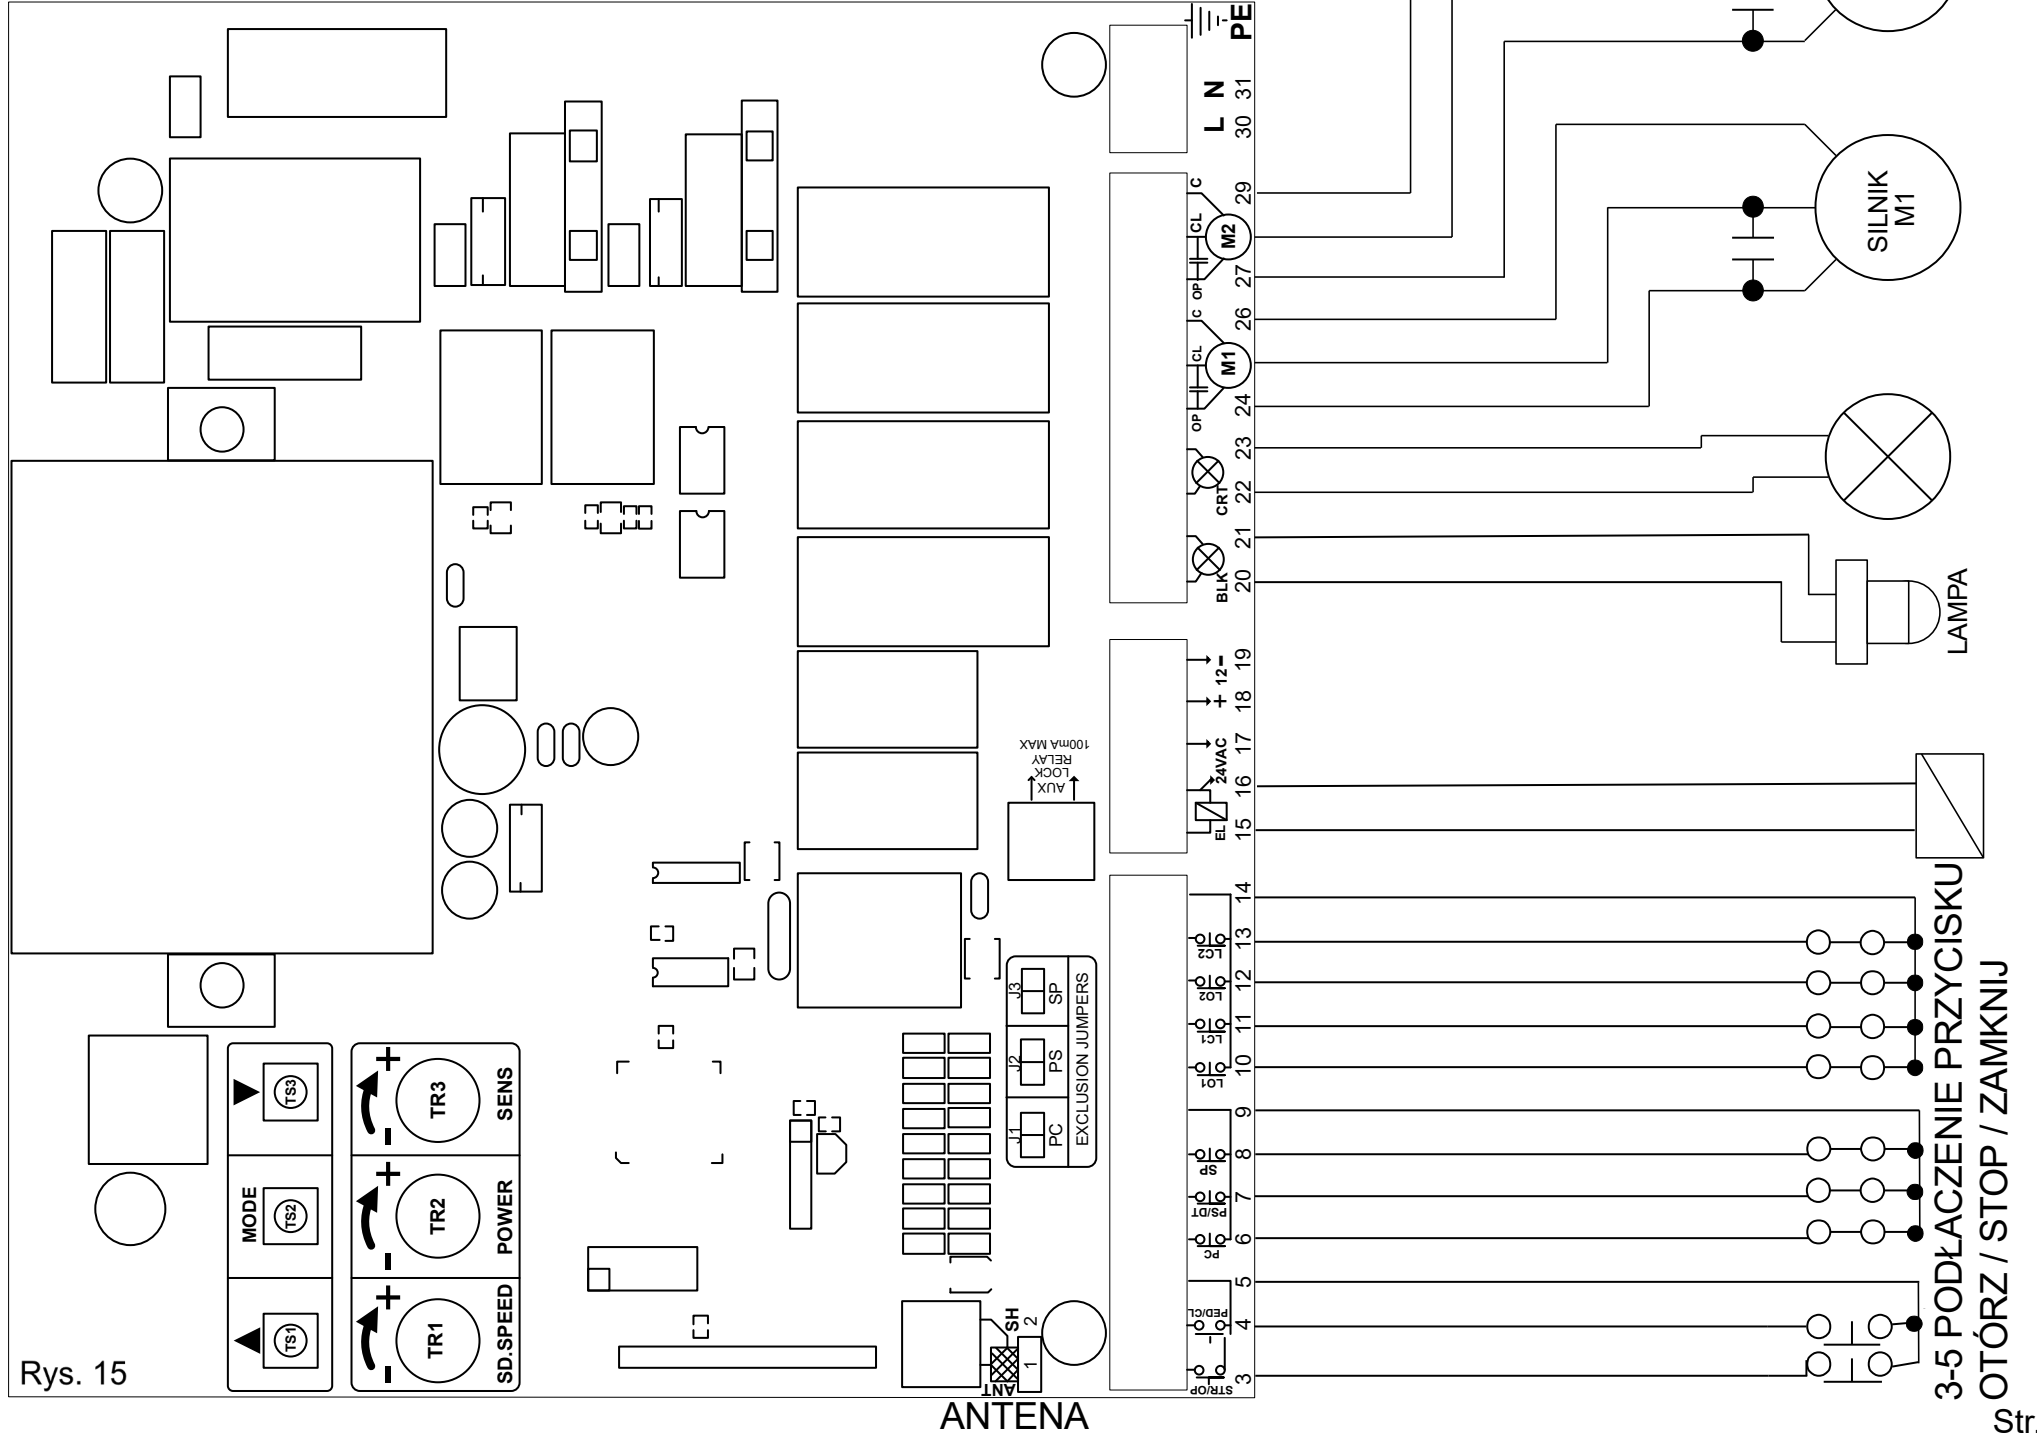 PE
L N
31
30
29
27
26
24
23
22
21
20
19
18
17
16
15
14
13
12
11
10
9
8
7
6
5
4
3
C
CL
OP
M2
C
CL
OP
M1
CRT
BLK
12
+
-
24VAC
EL
LC2
LO2
LC1
LO1
SP
PS/DT
PC
PED/CL
STR/OP
SILNIK
M1
LAMPA
AUX
LOCK
RELAY
100mA MAX
J3
SP
J2
PS
J1
PC
EXCLUSION JUMPERS
TS3
MODE
TS2
TS1
+
-
TR3
SENS
+
-
TR2
POWER
+
-
TR1
SD.SPEED
SH
2
1
ANT
ANTENA
Rys. 15
3-5 PODŁACZENIE PRZYCISKU
OTÓRZ / STOP / ZAMKNIJ
Str.